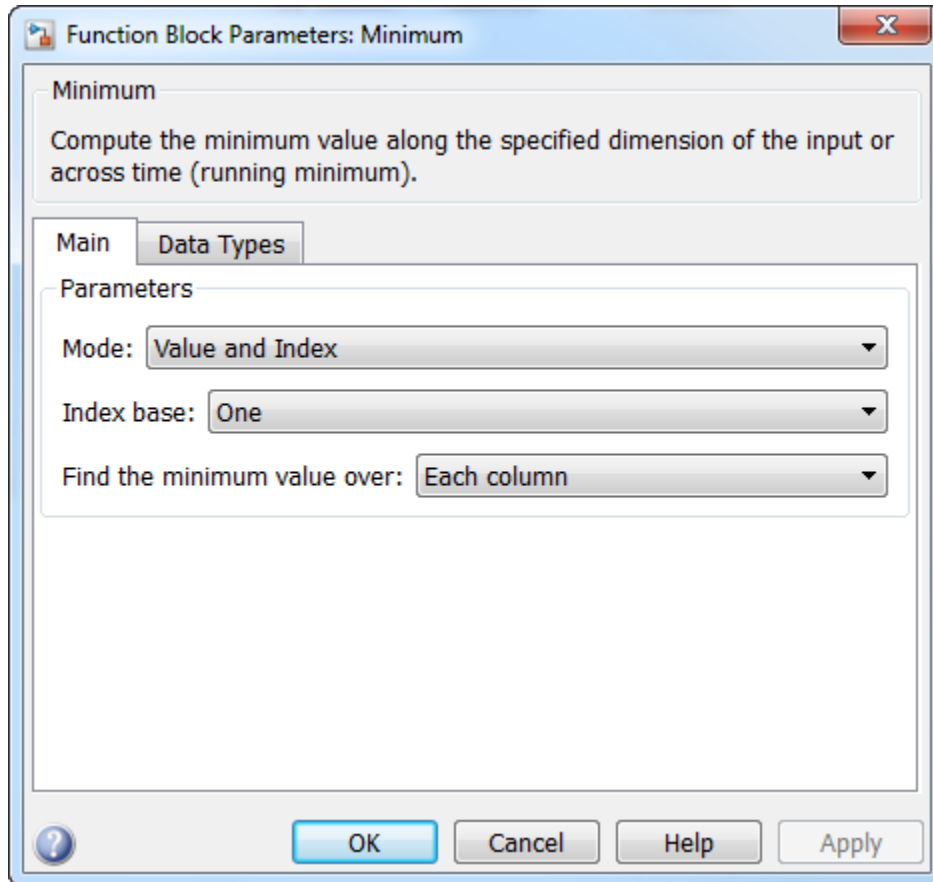 Function Block Parameters: Minimum
Minimum
Compute the minimum value along the specified dimension of the input or
across time (running minimum).
Main Data Types
Parameters
Mode: Value and Index
Index base: One
Find the minimum value over: Each column
? OK Cancel Help Apply